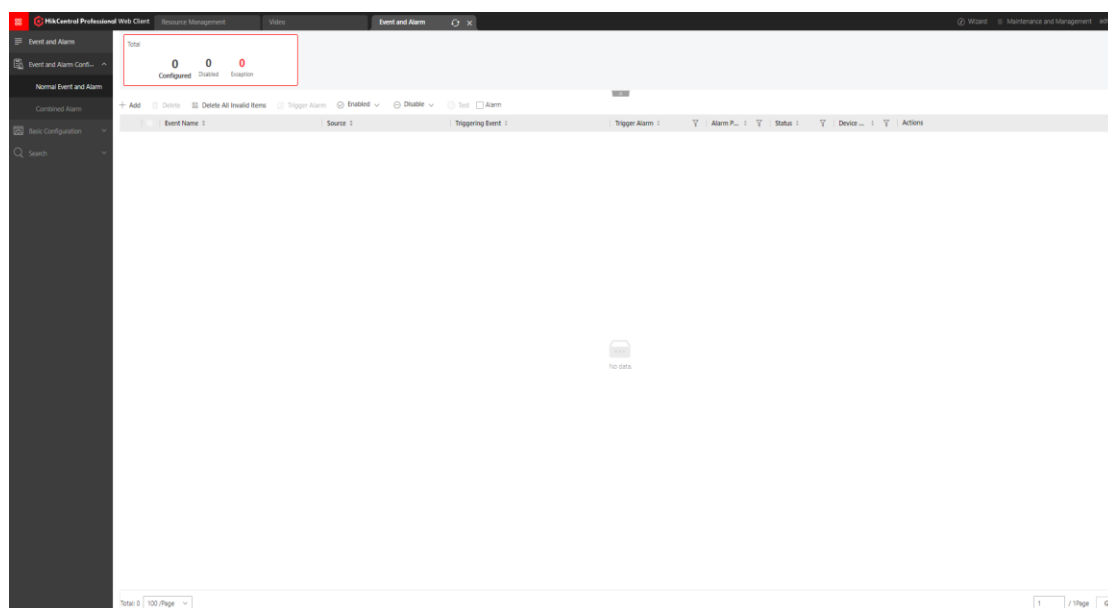 HikCentral Professional Web Client Resource Management Video Event and Alarm Wizard Maintenance and Management
Event and Alarm
Event and Alarm Confi...
Normal Event and Alarm
Combined Alarm
Basic Configuration
Search
Total
0 0 0
Configured Disabled Exception
+ Add Delete Delete All Invalid Items Trigger Alarm Enabled Disable Test Alarm
Event Name Source Triggering Event Trigger Alarm Alarm P... Status Device ... Actions
No data.
Total: 0 100 /Page 1 / 1Page